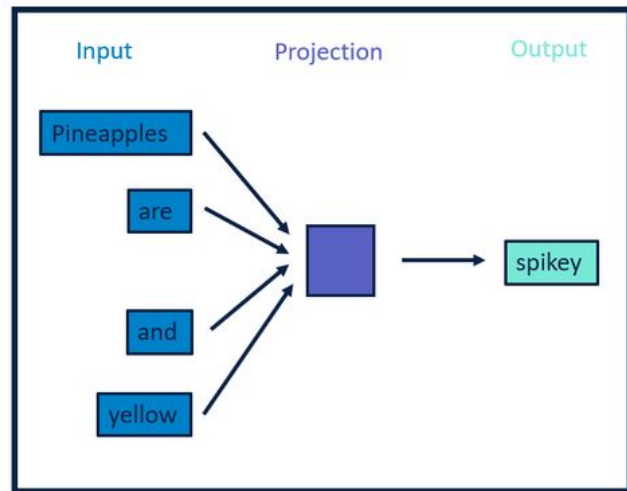 Input Projection Output
Pineapples
are
spikey
and
yellow